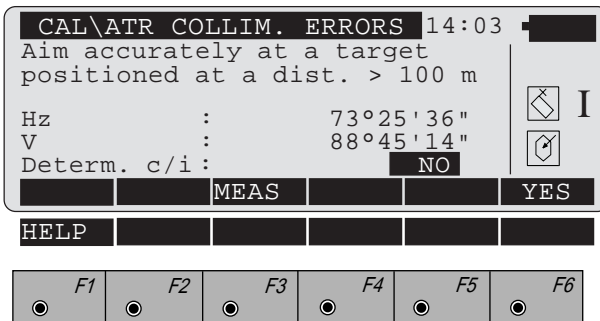 CAL\ATR COLLIM. ERRORS 14:03
Aim accurately at a target
positioned at a dist. > 100 m
I
Hz : 73°25'36"
V : 88°45'14"
Determ. c/i: NO
MEAS YES
HELP
F1 F2 F3 F4 F5 F6